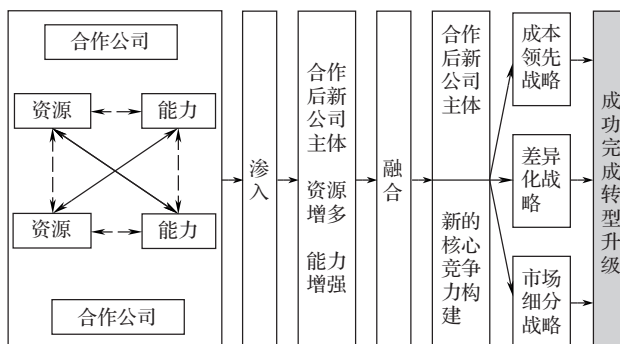 合作公司
资源
能力
资源
能力
合作公司
渗入
合作
后新
公司
主体
资源
增多
能力
增强
融合
合作
后新
公司
主体
新的
核心
竞争
力构
建
成本
领先
战略
差异
化战
略
市场
细分
战略
成功完成转型升级